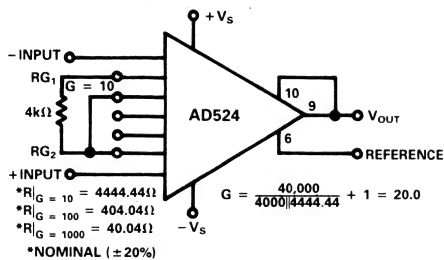 +VS
–INPUT
RG1
G = 10
4kΩ
RG2
+INPUT
AD524
10
9
6
VOUT
REFERENCE
–VS
*R|G = 10 = 4444.44Ω
*R|G = 100 = 404.04Ω
*R|G = 1000 = 40.04Ω
*NOMINAL (±20%)
G = 40,000 / 4000||4444.44 + 1 = 20.0